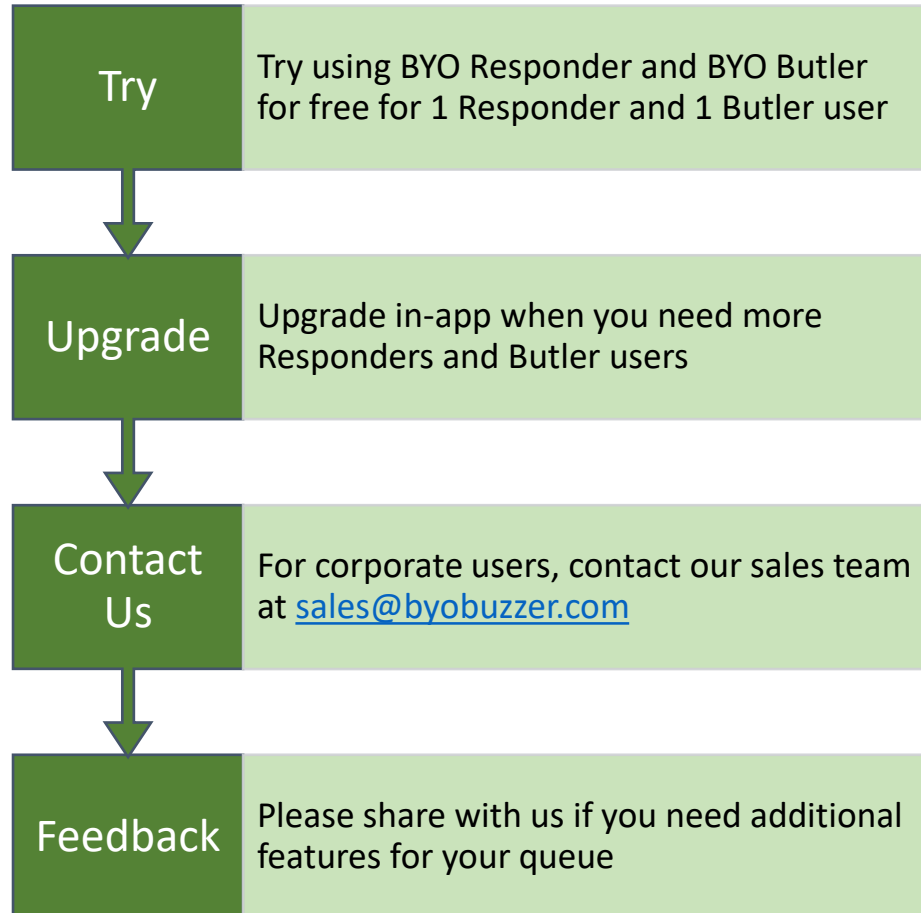 Try
Try using BYO Responder and BYO Butler
for free for 1 Responder and 1 Butler user
Upgrade
Upgrade in-app when you need more
Responders and Butler users
Contact
Us
For corporate users, contact our sales team
at sales@byobuzzer.com
Feedback
Please share with us if you need additional
features for your queue